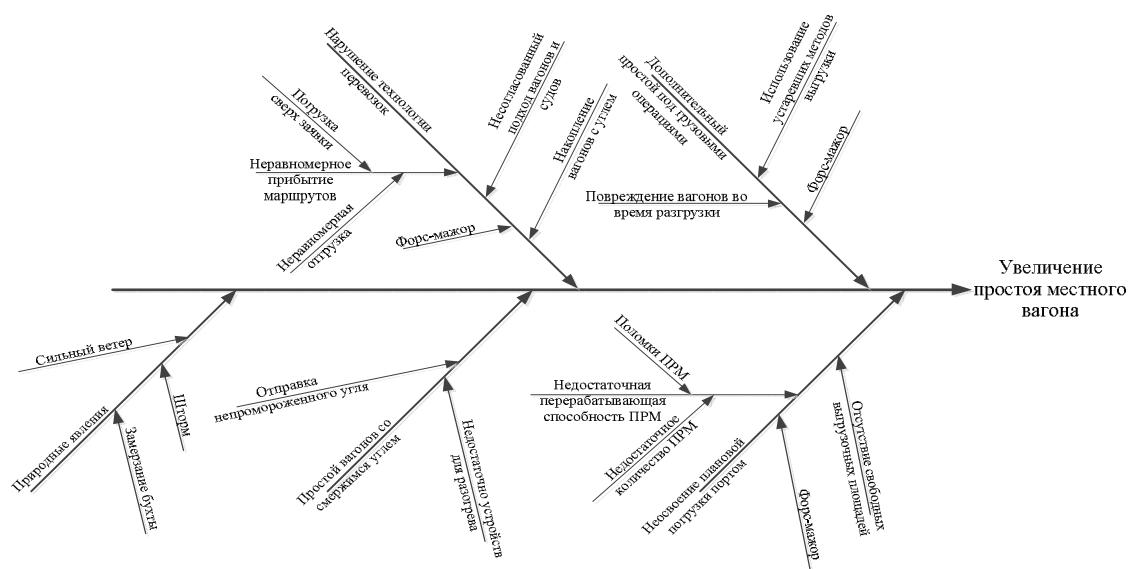 Нарушение технологии
перевозок
Несогласованный
подход вагонов и
судов
Накопление
вагонов с углем
Погрузка
сверх заявки
Неравномерное
прибытие
маршрутов
Неравномерная
отгрузка
Форс-мажор
Дополнительный
простой под грузовыми
операциями
Использование
устаревших методов
выгрузки
Форс-мажор
Повреждение вагонов во
время разгрузки
Увеличение
простоя местного
вагона
Сильный ветер
Шторм
Замерзание бухты
Природные явления
Отправка
непромороженного угля
Простой вагонов со
смержимся углем
Недостаточно устройств
для разогрева
Поломки ПРМ
Недостаточная
перерабатывающая
способность ПРМ
Недостаточное
количество ПРМ
Неосвоение плановой
погрузки портом
Форс-мажор
Отсутствие свободных
выгрузочных площадей